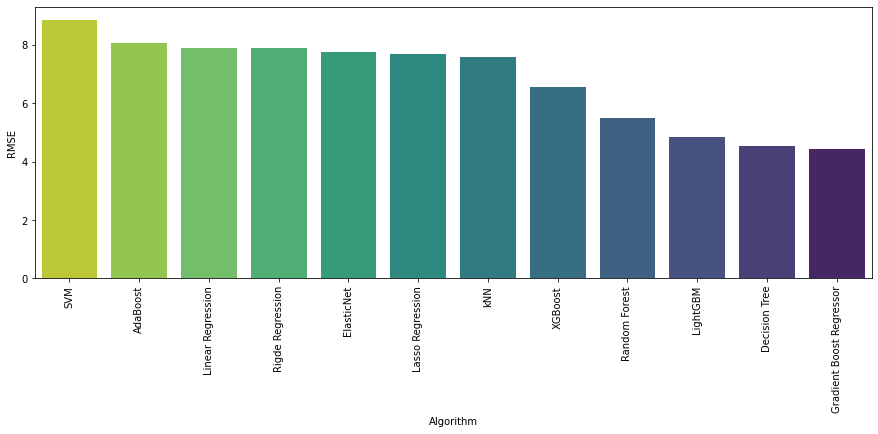 RMSE
8
6
4
2
0
SVM
AdaBoost
Linear Regression
Rigde Regression
ElasticNet
Lasso Regression
kNN
XGBoost
Random Forest
LightGBM
Decision Tree
Gradient Boost Regressor
Algorithm